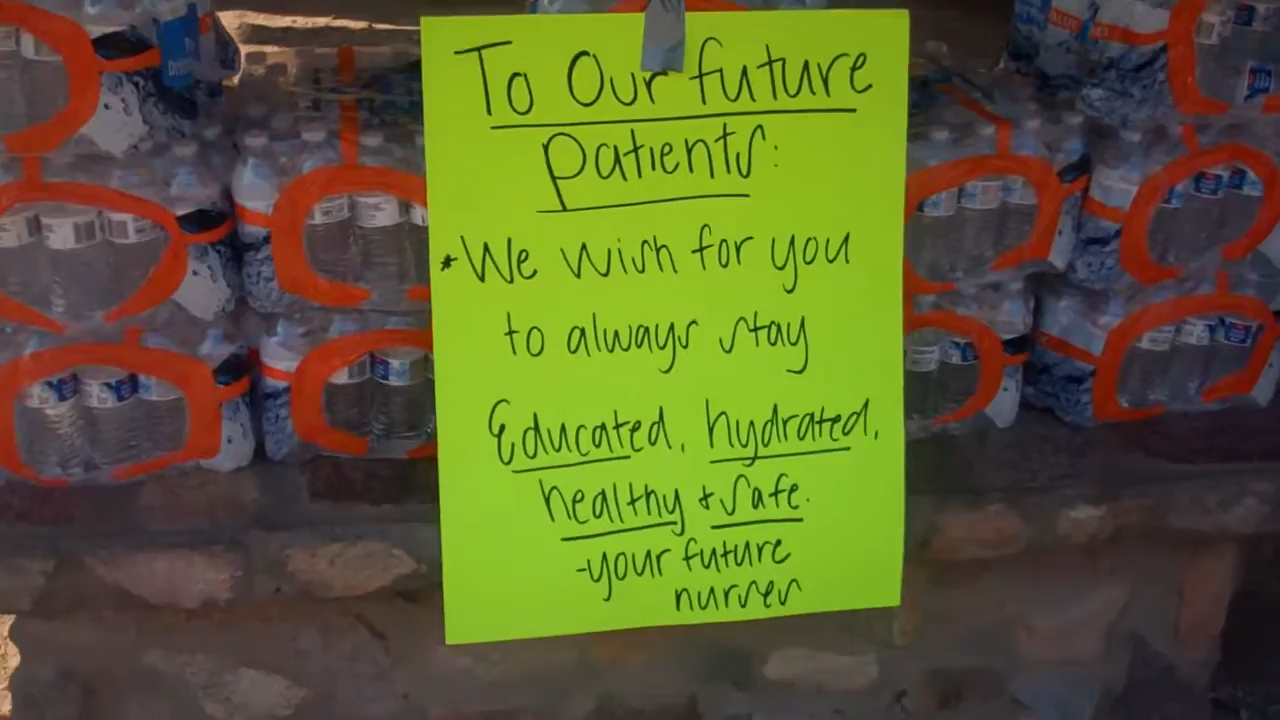 To Our future
patients:
*We wish for you
to always stay
Educated, hydrated,
healthy + safe.
-your future
nurses